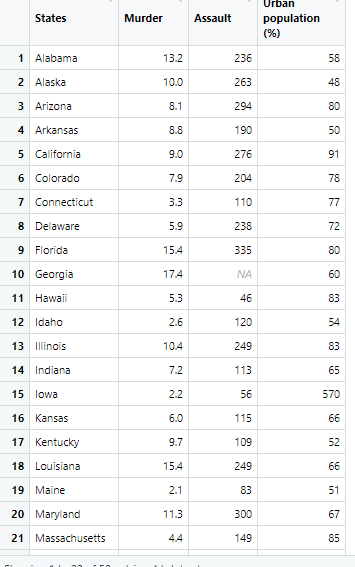 Urban
States Murder Assault population
(%)
1 Alabama 13.2 236 58
2 Alaska 10.0 263 48
3 Arizona 8.1 294 80
4 Arkansas 8.8 190 50
5 California 9.0 276 91
6 Colorado 7.9 204 78
7 Connecticut 3.3 110 77
8 Delaware 5.9 238 72
9 Florida 15.4 335 80
10 Georgia 17.4 NA 60
11 Hawaii 5.3 46 83
12 Idaho 2.6 120 54
13 Illinois 10.4 249 83
14 Indiana 7.2 113 65
15 Iowa 2.2 56 570
16 Kansas 6.0 115 66
17 Kentucky 9.7 109 52
18 Louisiana 15.4 249 66
19 Maine 2.1 83 51
20 Maryland 11.3 300 67
21 Massachusetts 4.4 149 85